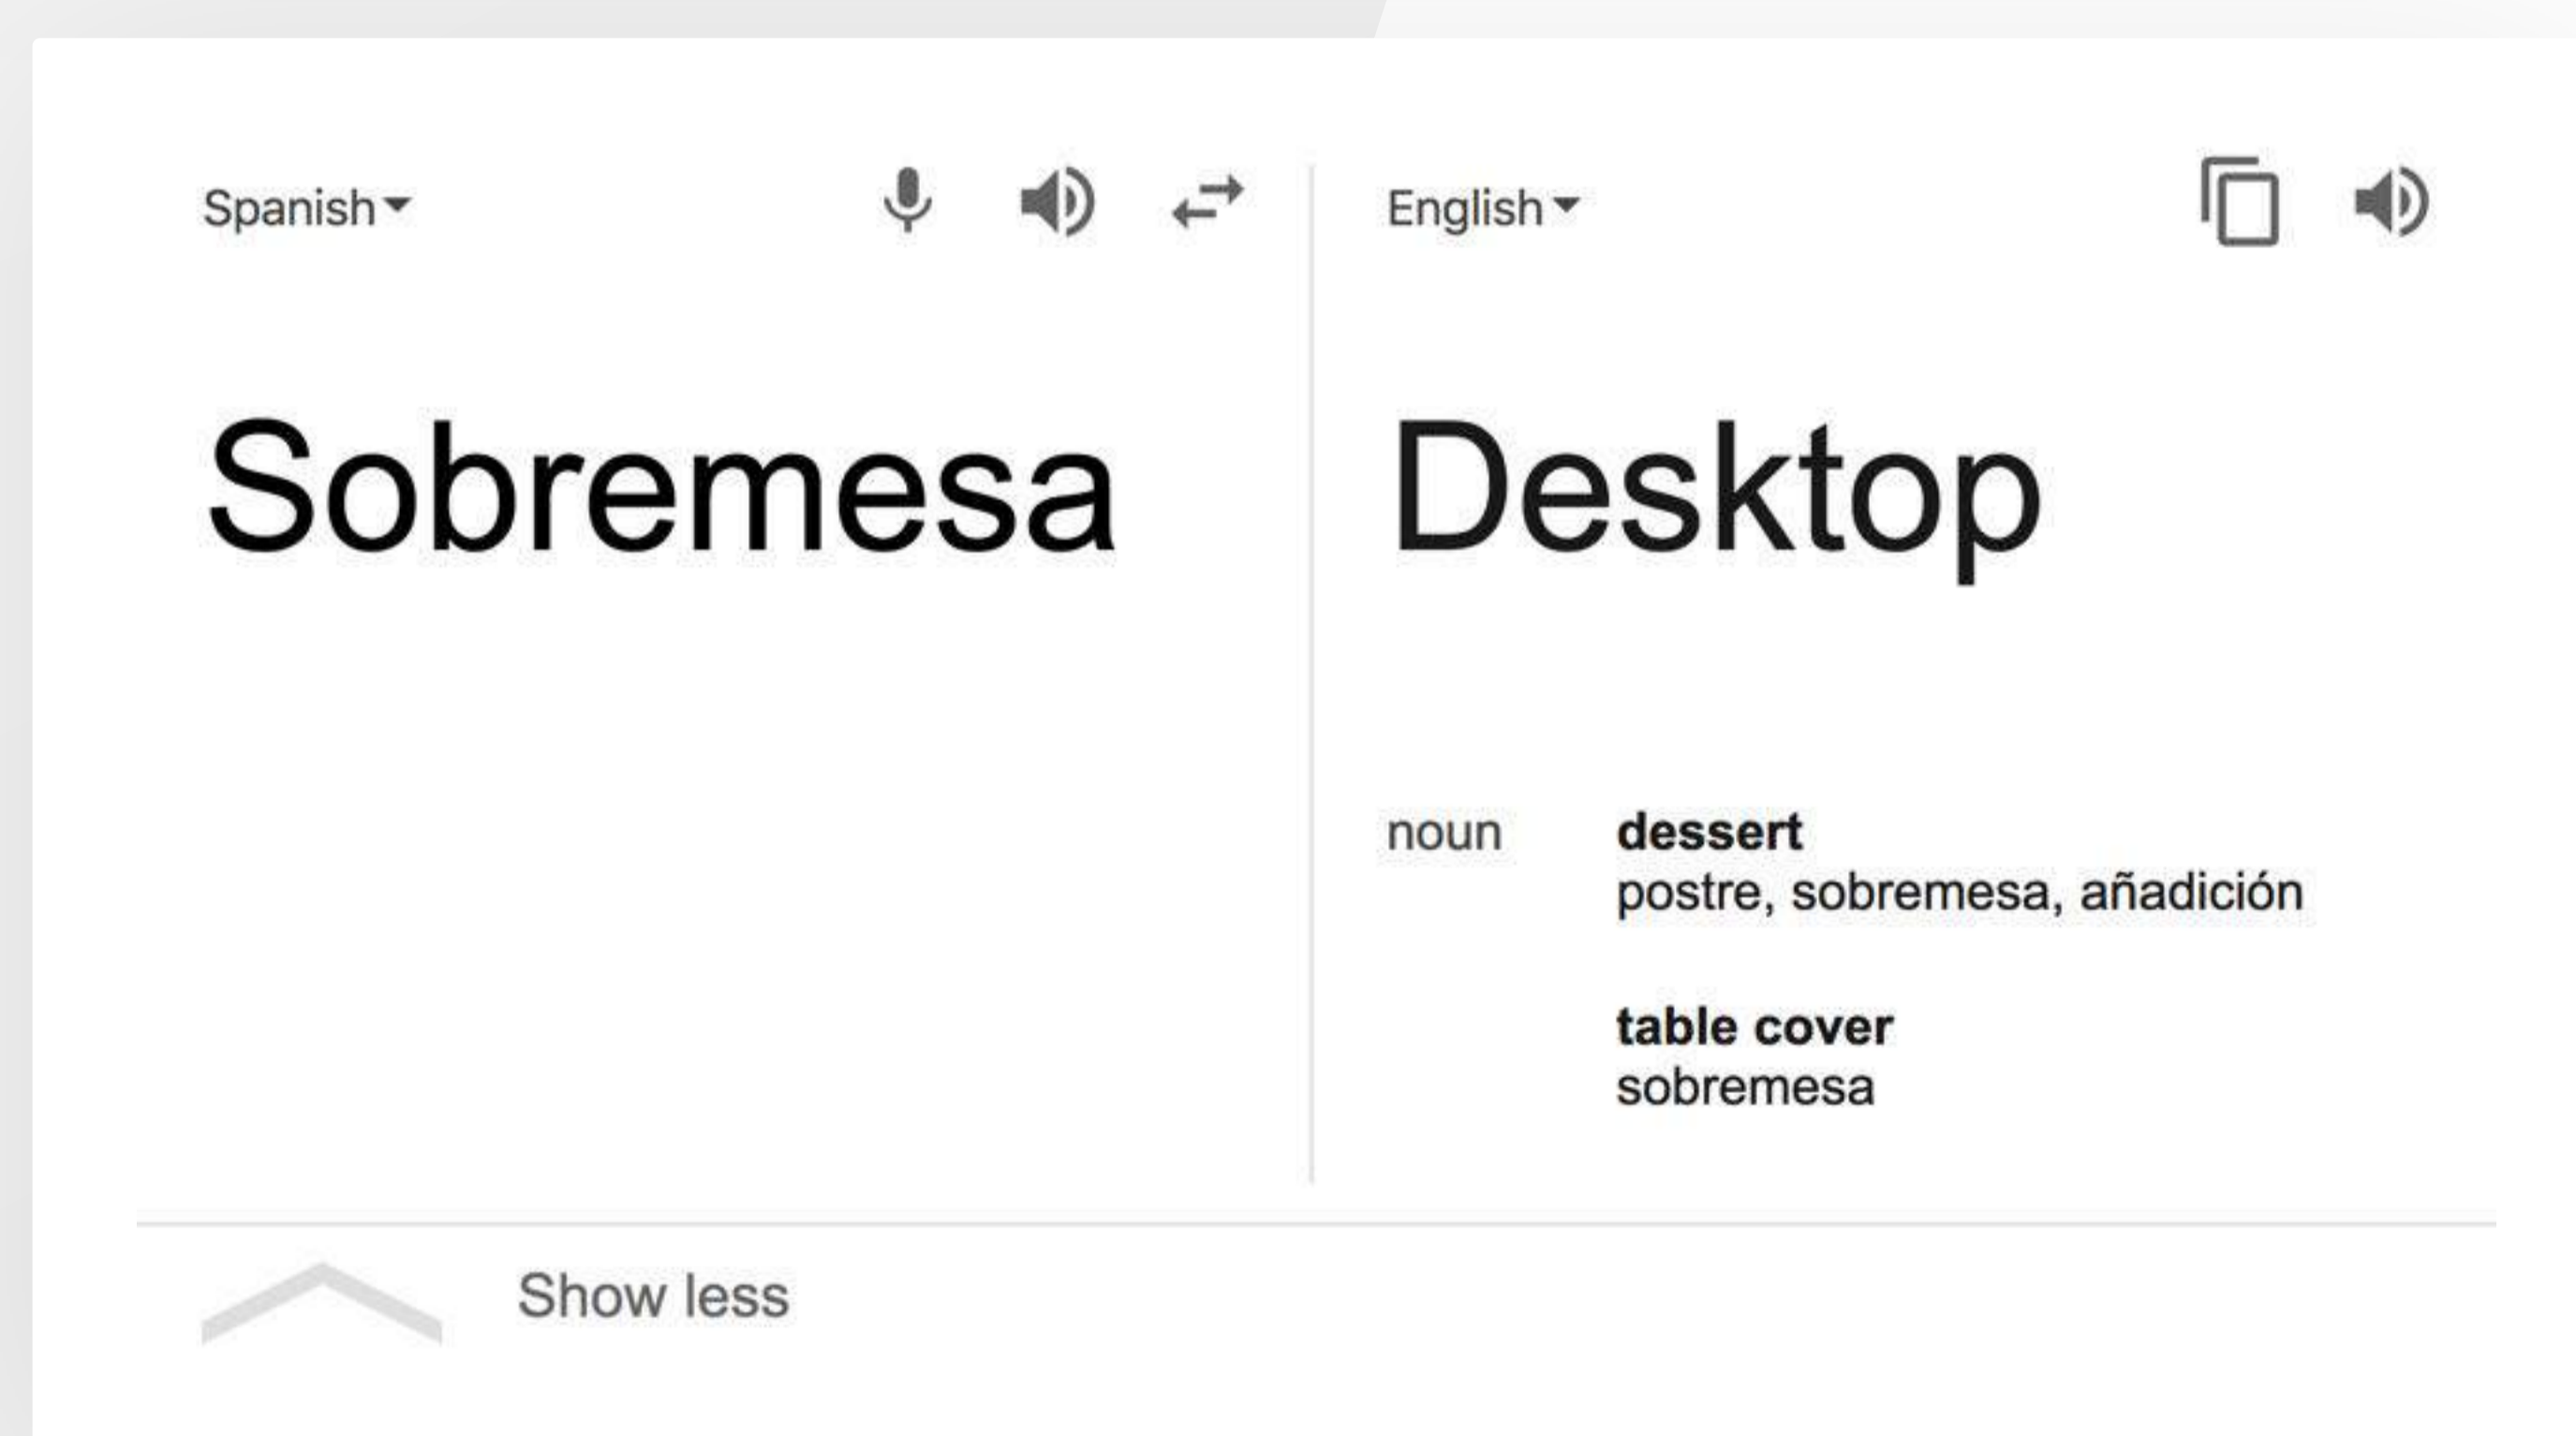 Spanish
English
Sobremesa
Desktop
noun
dessert
postre, sobremesa, añadición
table cover
sobremesa
Show less